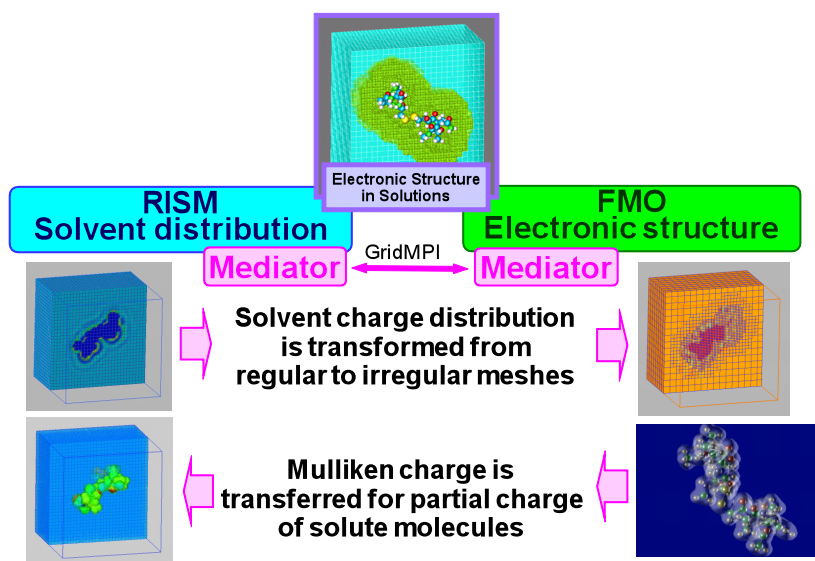 Electronic Structure
in Solutions
RISM
Solvent distribution
FMO
Electronic structure
Mediator
GridMPI
Mediator
Solvent charge distribution
is transformed from
regular to irregular meshes
Mulliken charge is
transferred for partial charge
of solute molecules